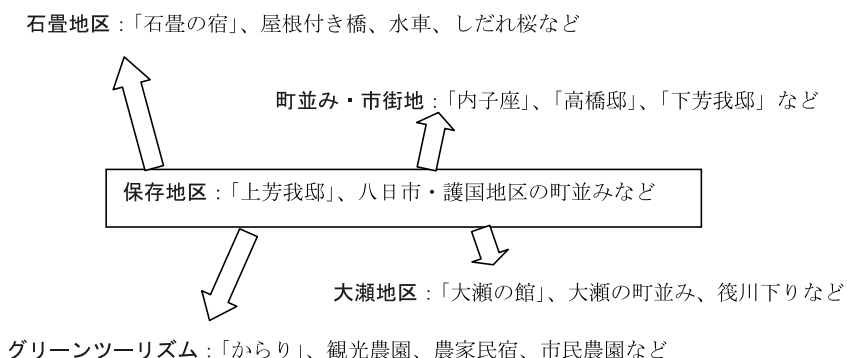 石畳地区：「石畳の宿」、屋根付き橋、水車、しだれ桜など
町並み・市街地：「内子座」、「高橋邸」、「下芳我邸」など
保存地区：「上芳我邸」、八日市・護国地区の町並みなど
大瀬地区：「大瀬の館」、大瀬の町並み、筏川下りなど
グリーンツーリズム：「からり」、観光農園、農家民宿、市民農園など